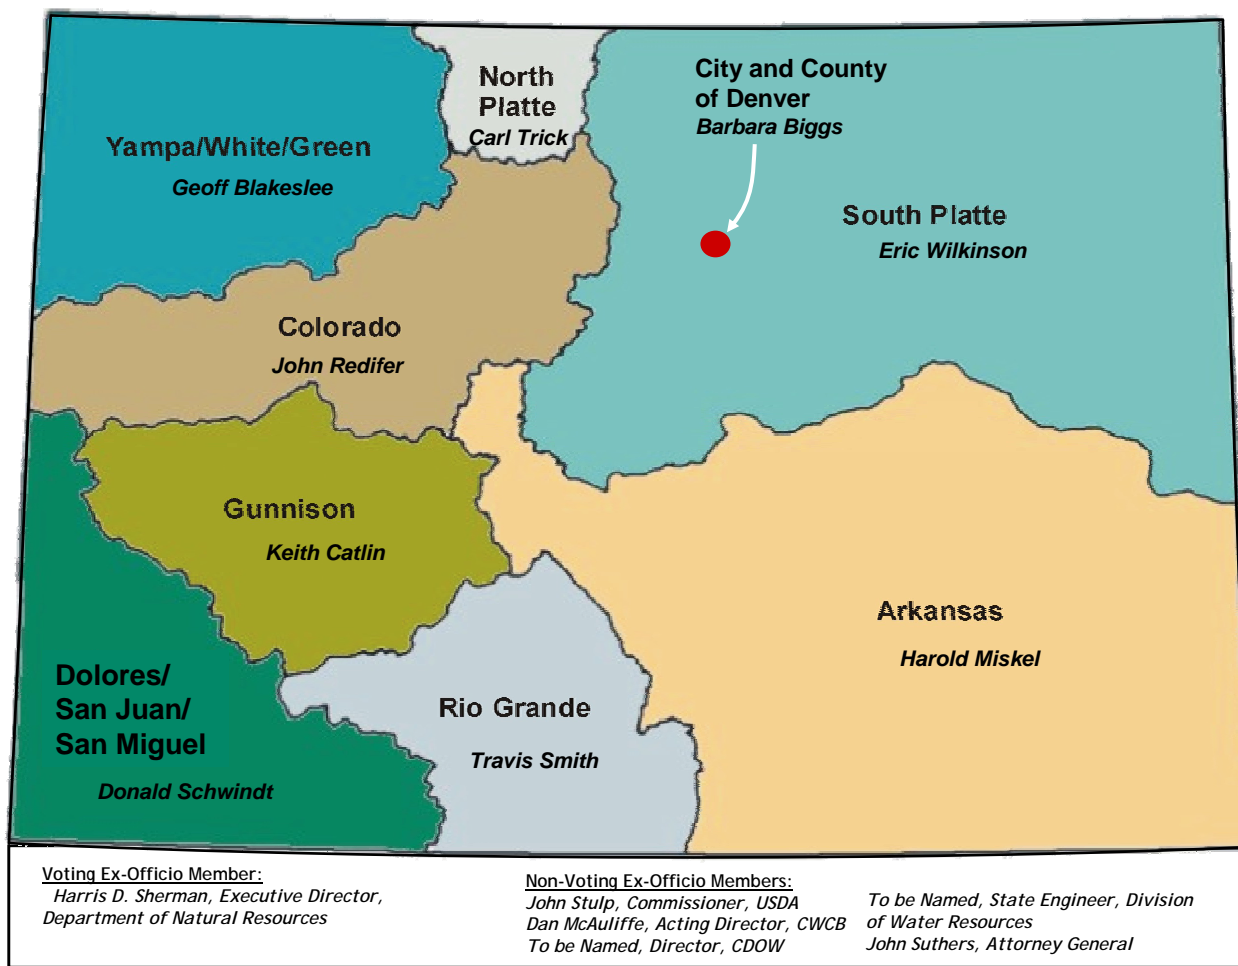 North
Platte
Carl Trick
City and County
of Denver
Barbara Biggs
Yampa/White/Green
Geoff Blakeslee
South Platte
Eric Wilkinson
Colorado
John Redifer
Gunnison
Keith Catlin
Arkansas
Harold Miskel
Dolores/
San Juan/
San Miguel
Donald Schwindt
Rio Grande
Travis Smith
Voting Ex-Officio Member:
Harris D. Sherman, Executive Director,
Department of Natural Resources
Non-Voting Ex-Officio Members:
John Stulp, Commissioner, USDA
Dan McAuliffe, Acting Director, CWCB
To be Named, Director, CDOW
To be Named, State Engineer, Division
of Water Resources
John Suthers, Attorney General